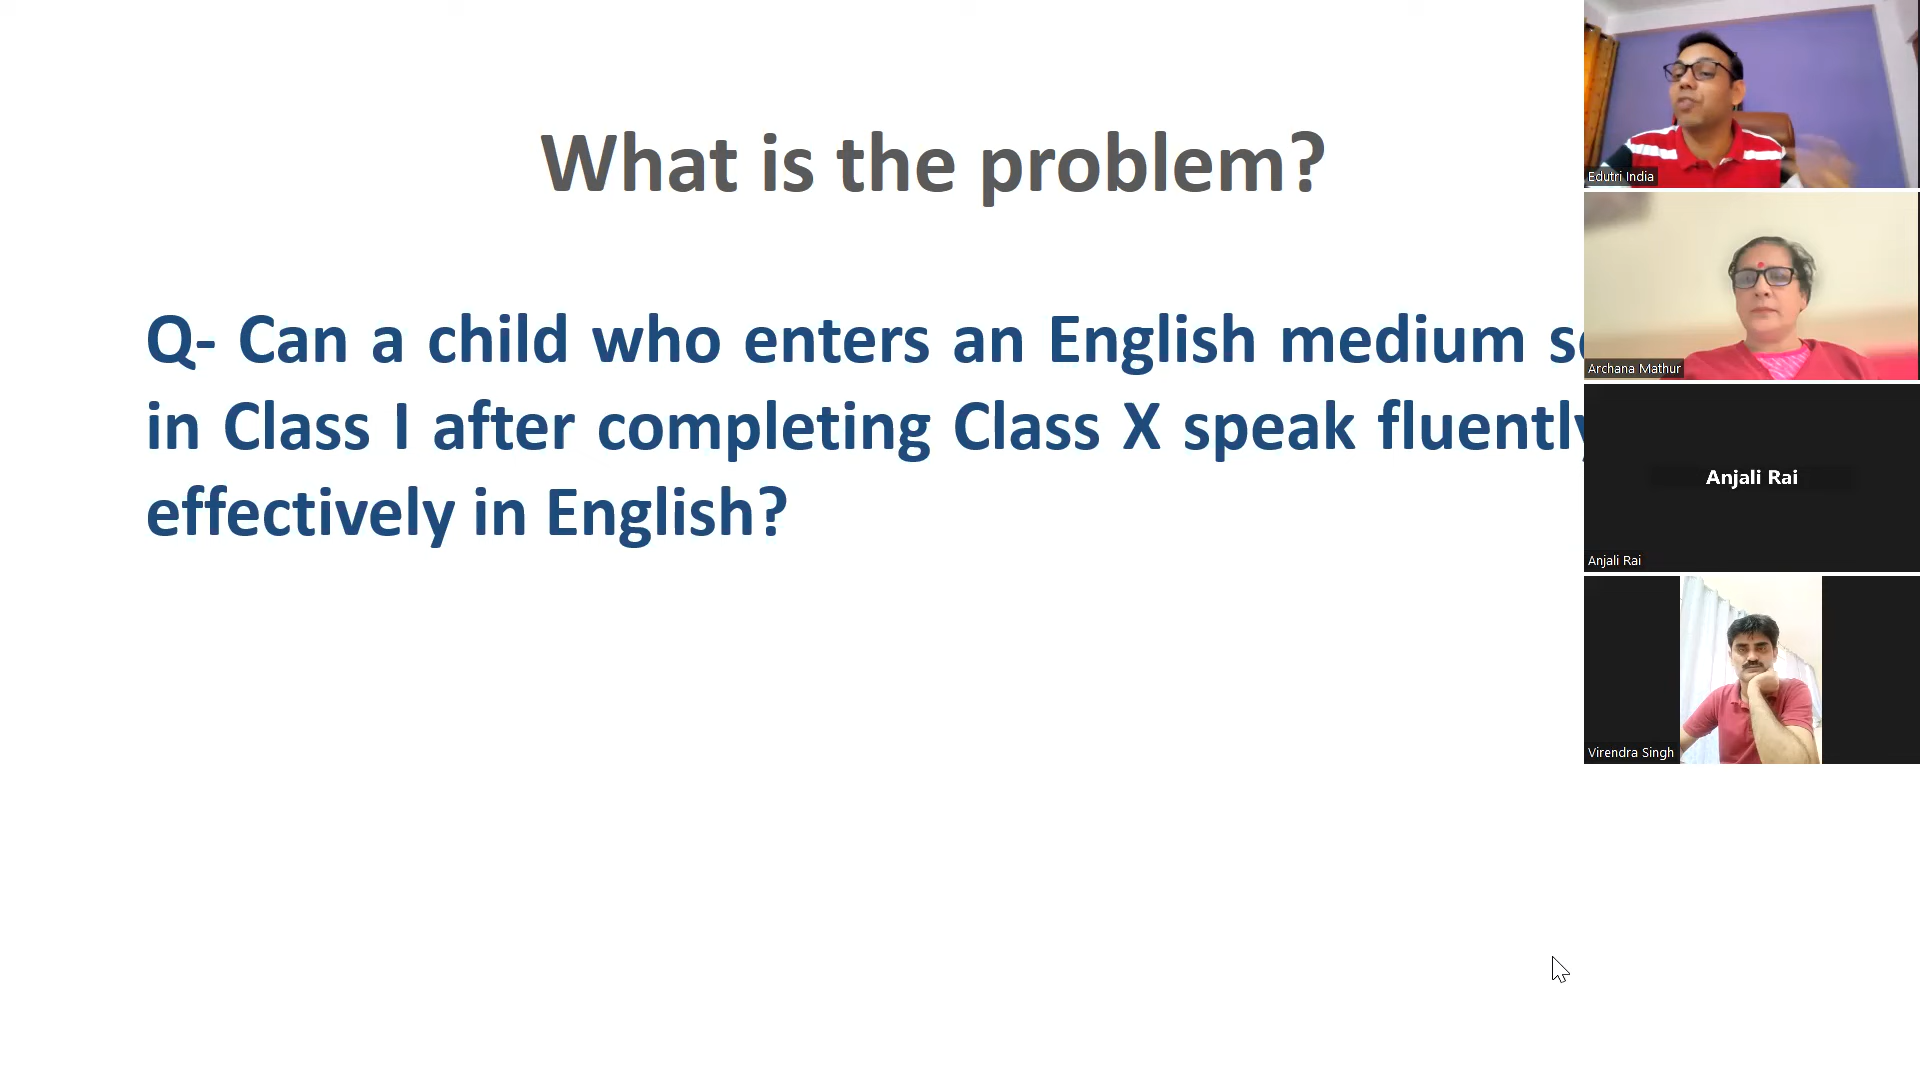 What is the problem?
Q- Can a child who enters an English medium
in Class I after completing Class X speak fluently
effectively in English?
Edutri India
Archana Mathur
Anjali Rai
Anjali Rai
Virendra Singh